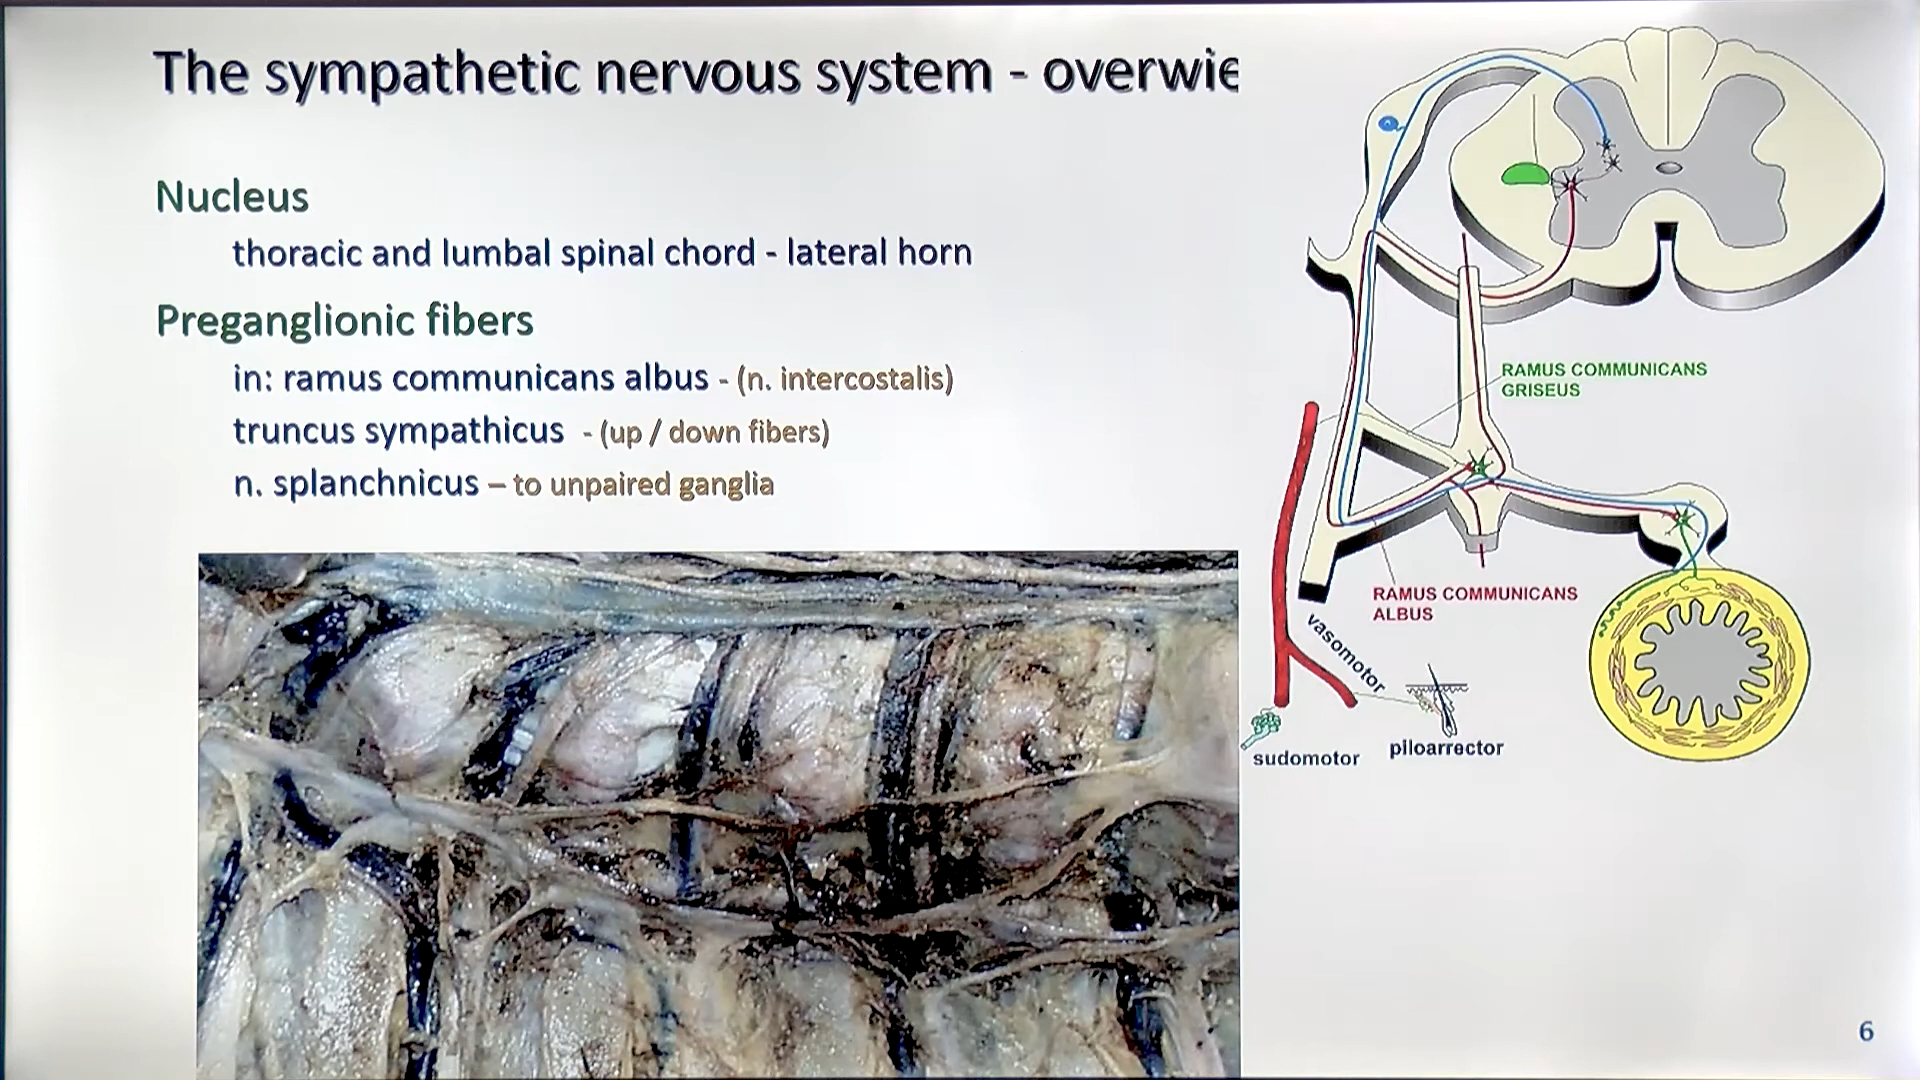 The sympathetic nervous system - overwie
Nucleus
thoracic and lumbal spinal chord - lateral horn
Preganglionic fibers
in: ramus communicans albus - (n. intercostalis)
truncus sympathicus - (up / down fibers)
n. splanchnicus – to unpaired ganglia
RAMUS COMMUNICANS
GRISEUS
RAMUS COMMUNICANS
ALBUS
vasomotor
sudomotor
piloarrector
6